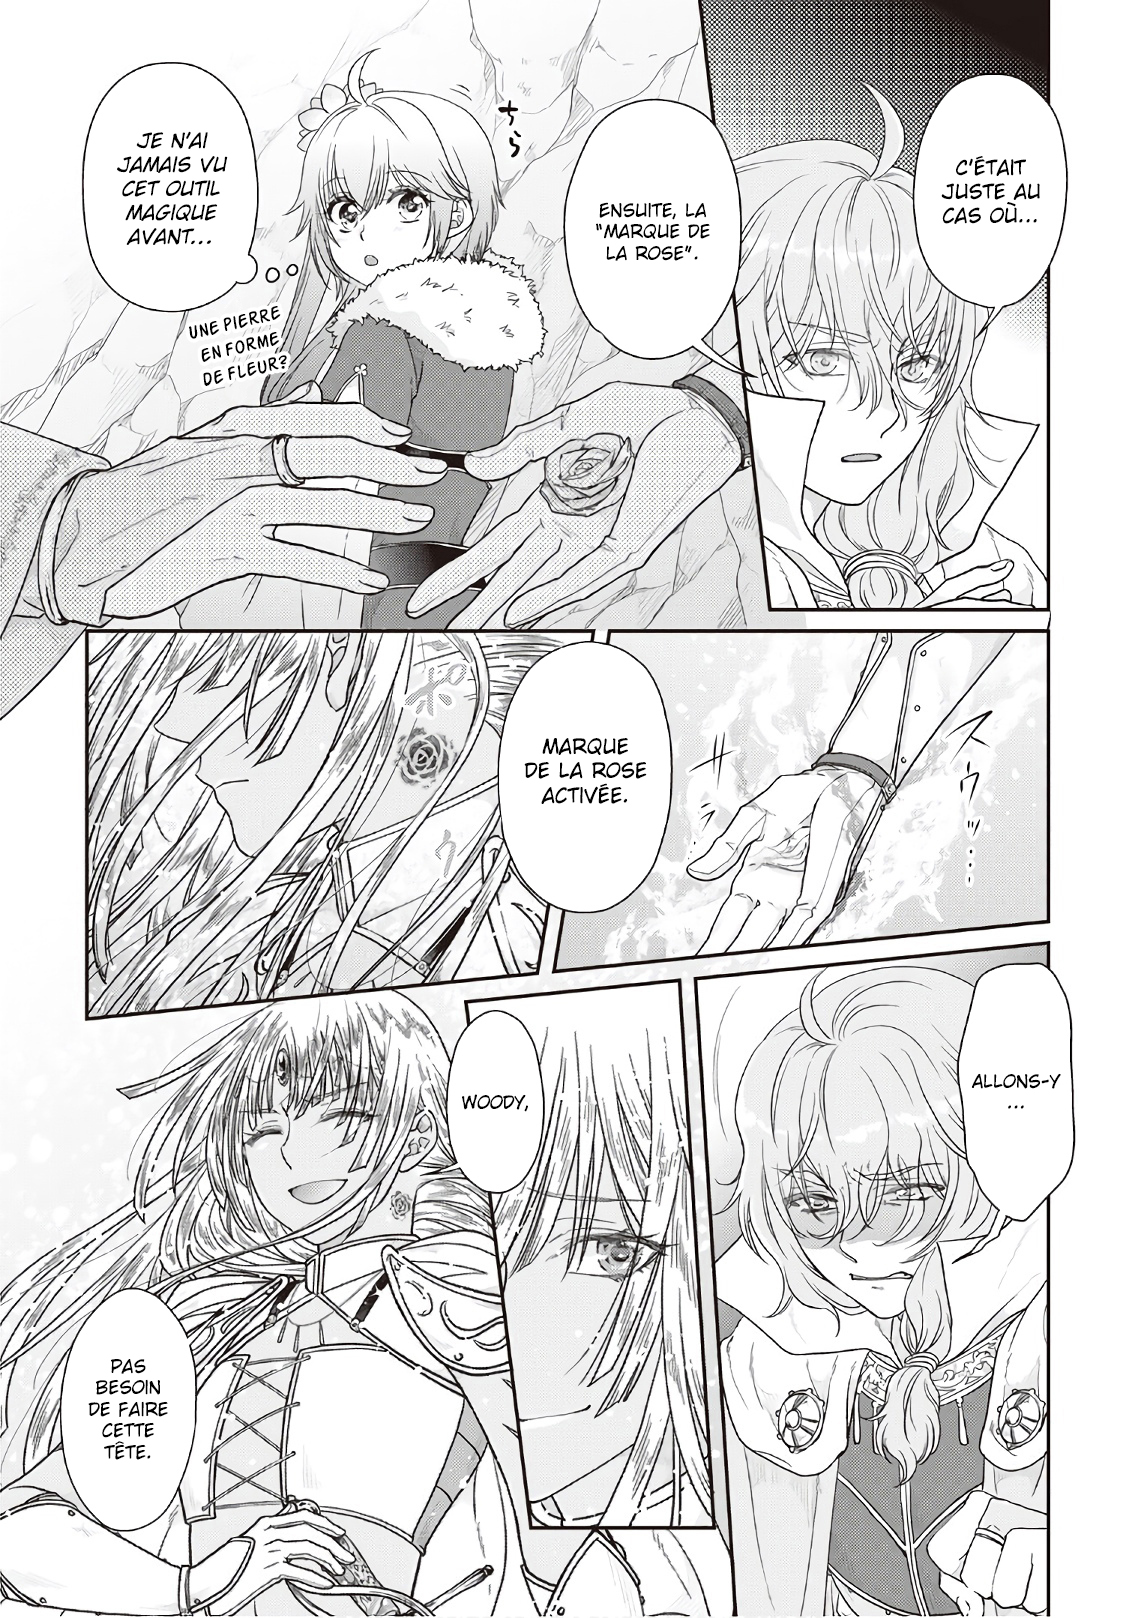 C'ÉTAIT
JUSTE AU
CAS OÙ...
ENSUITE, LA
"MARQUE DE
LA ROSE".
ちら
JE N'AI
JAMAIS VU
CET OUTIL
MAGIQUE
AVANT...
UNE PIERRE
EN FORME
DE FLEUR?
MARQUE
DE LA ROSE
ACTIVÉE.
ALLONS-Y
...
WOODY,
PAS
BESOIN
DE FAIRE
CETTE
TÊTE.